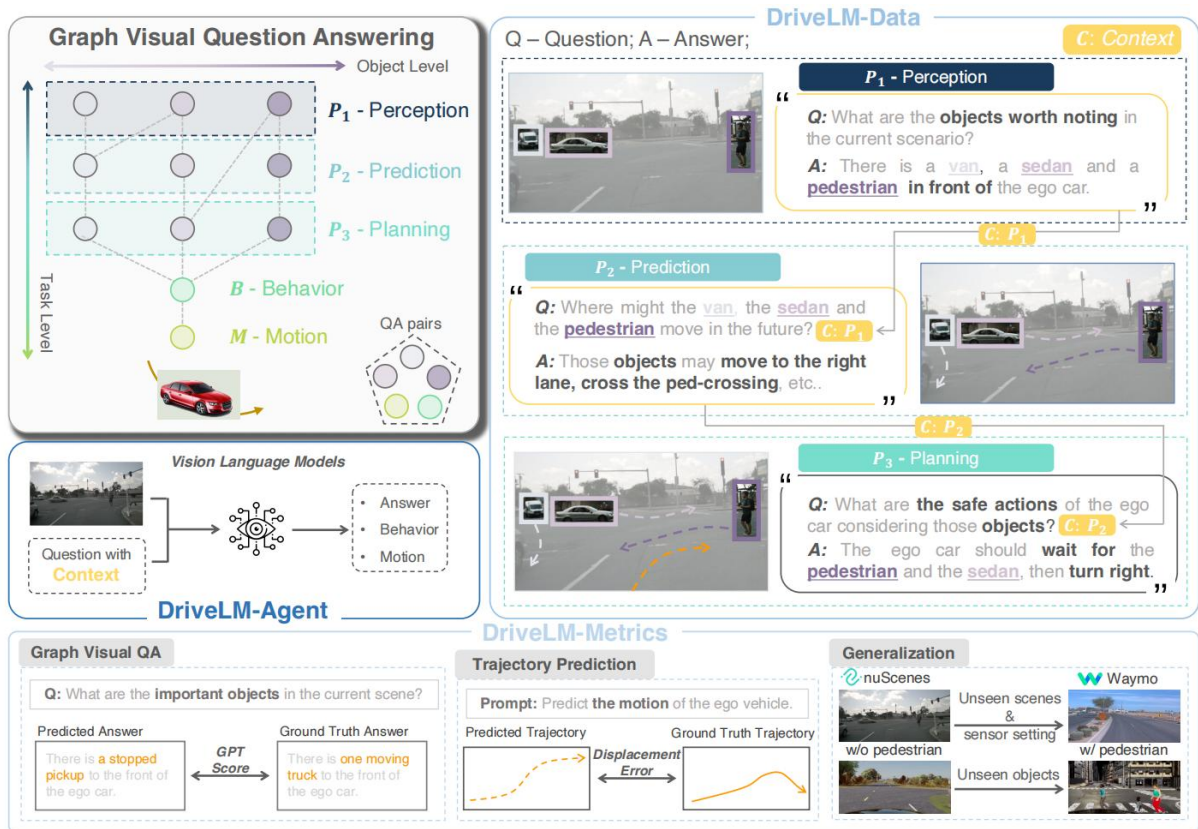 Graph Visual Question Answering
Object Level
Task Level
P₁ - Perception
P₂ - Prediction
P₃ - Planning
B - Behavior
M - Motion
QA pairs
Vision Language Models
Question with
Context
• Answer
• Behavior
• Motion
DriveLM-Agent
DriveLM-Data
Q – Question; A – Answer;
C: Context
P₁ - Perception
“
Q: What are the objects worth noting in
the current scenario?
A: There is a van, a sedan and a
pedestrian in front of the ego car.
”
C: P₁
P₂ - Prediction
“
Q: Where might the van, the sedan and
the pedestrian move in the future? C: P₁
A: Those objects may move to the right
lane, cross the ped-crossing, etc..
”
C: P₂
P₃ - Planning
“
Q: What are the safe actions of the ego
car considering those objects? C: P₂
A: The ego car should wait for the
pedestrian and the sedan, then turn right.
”
DriveLM-Metrics
Graph Visual QA
Q: What are the important objects in the current scene?
Predicted Answer
There is a stopped
pickup to the front of
the ego car.
GPT
Score
Ground Truth Answer
There is one moving
truck to the front of
the ego car.
Trajectory Prediction
Prompt: Predict the motion of the ego vehicle.
Predicted Trajectory
Displacement
Error
Ground Truth Trajectory
Generalization
nuScenes
Unseen scenes
&
sensor setting
Waymo
w/o pedestrian
Unseen objects
w/ pedestrian